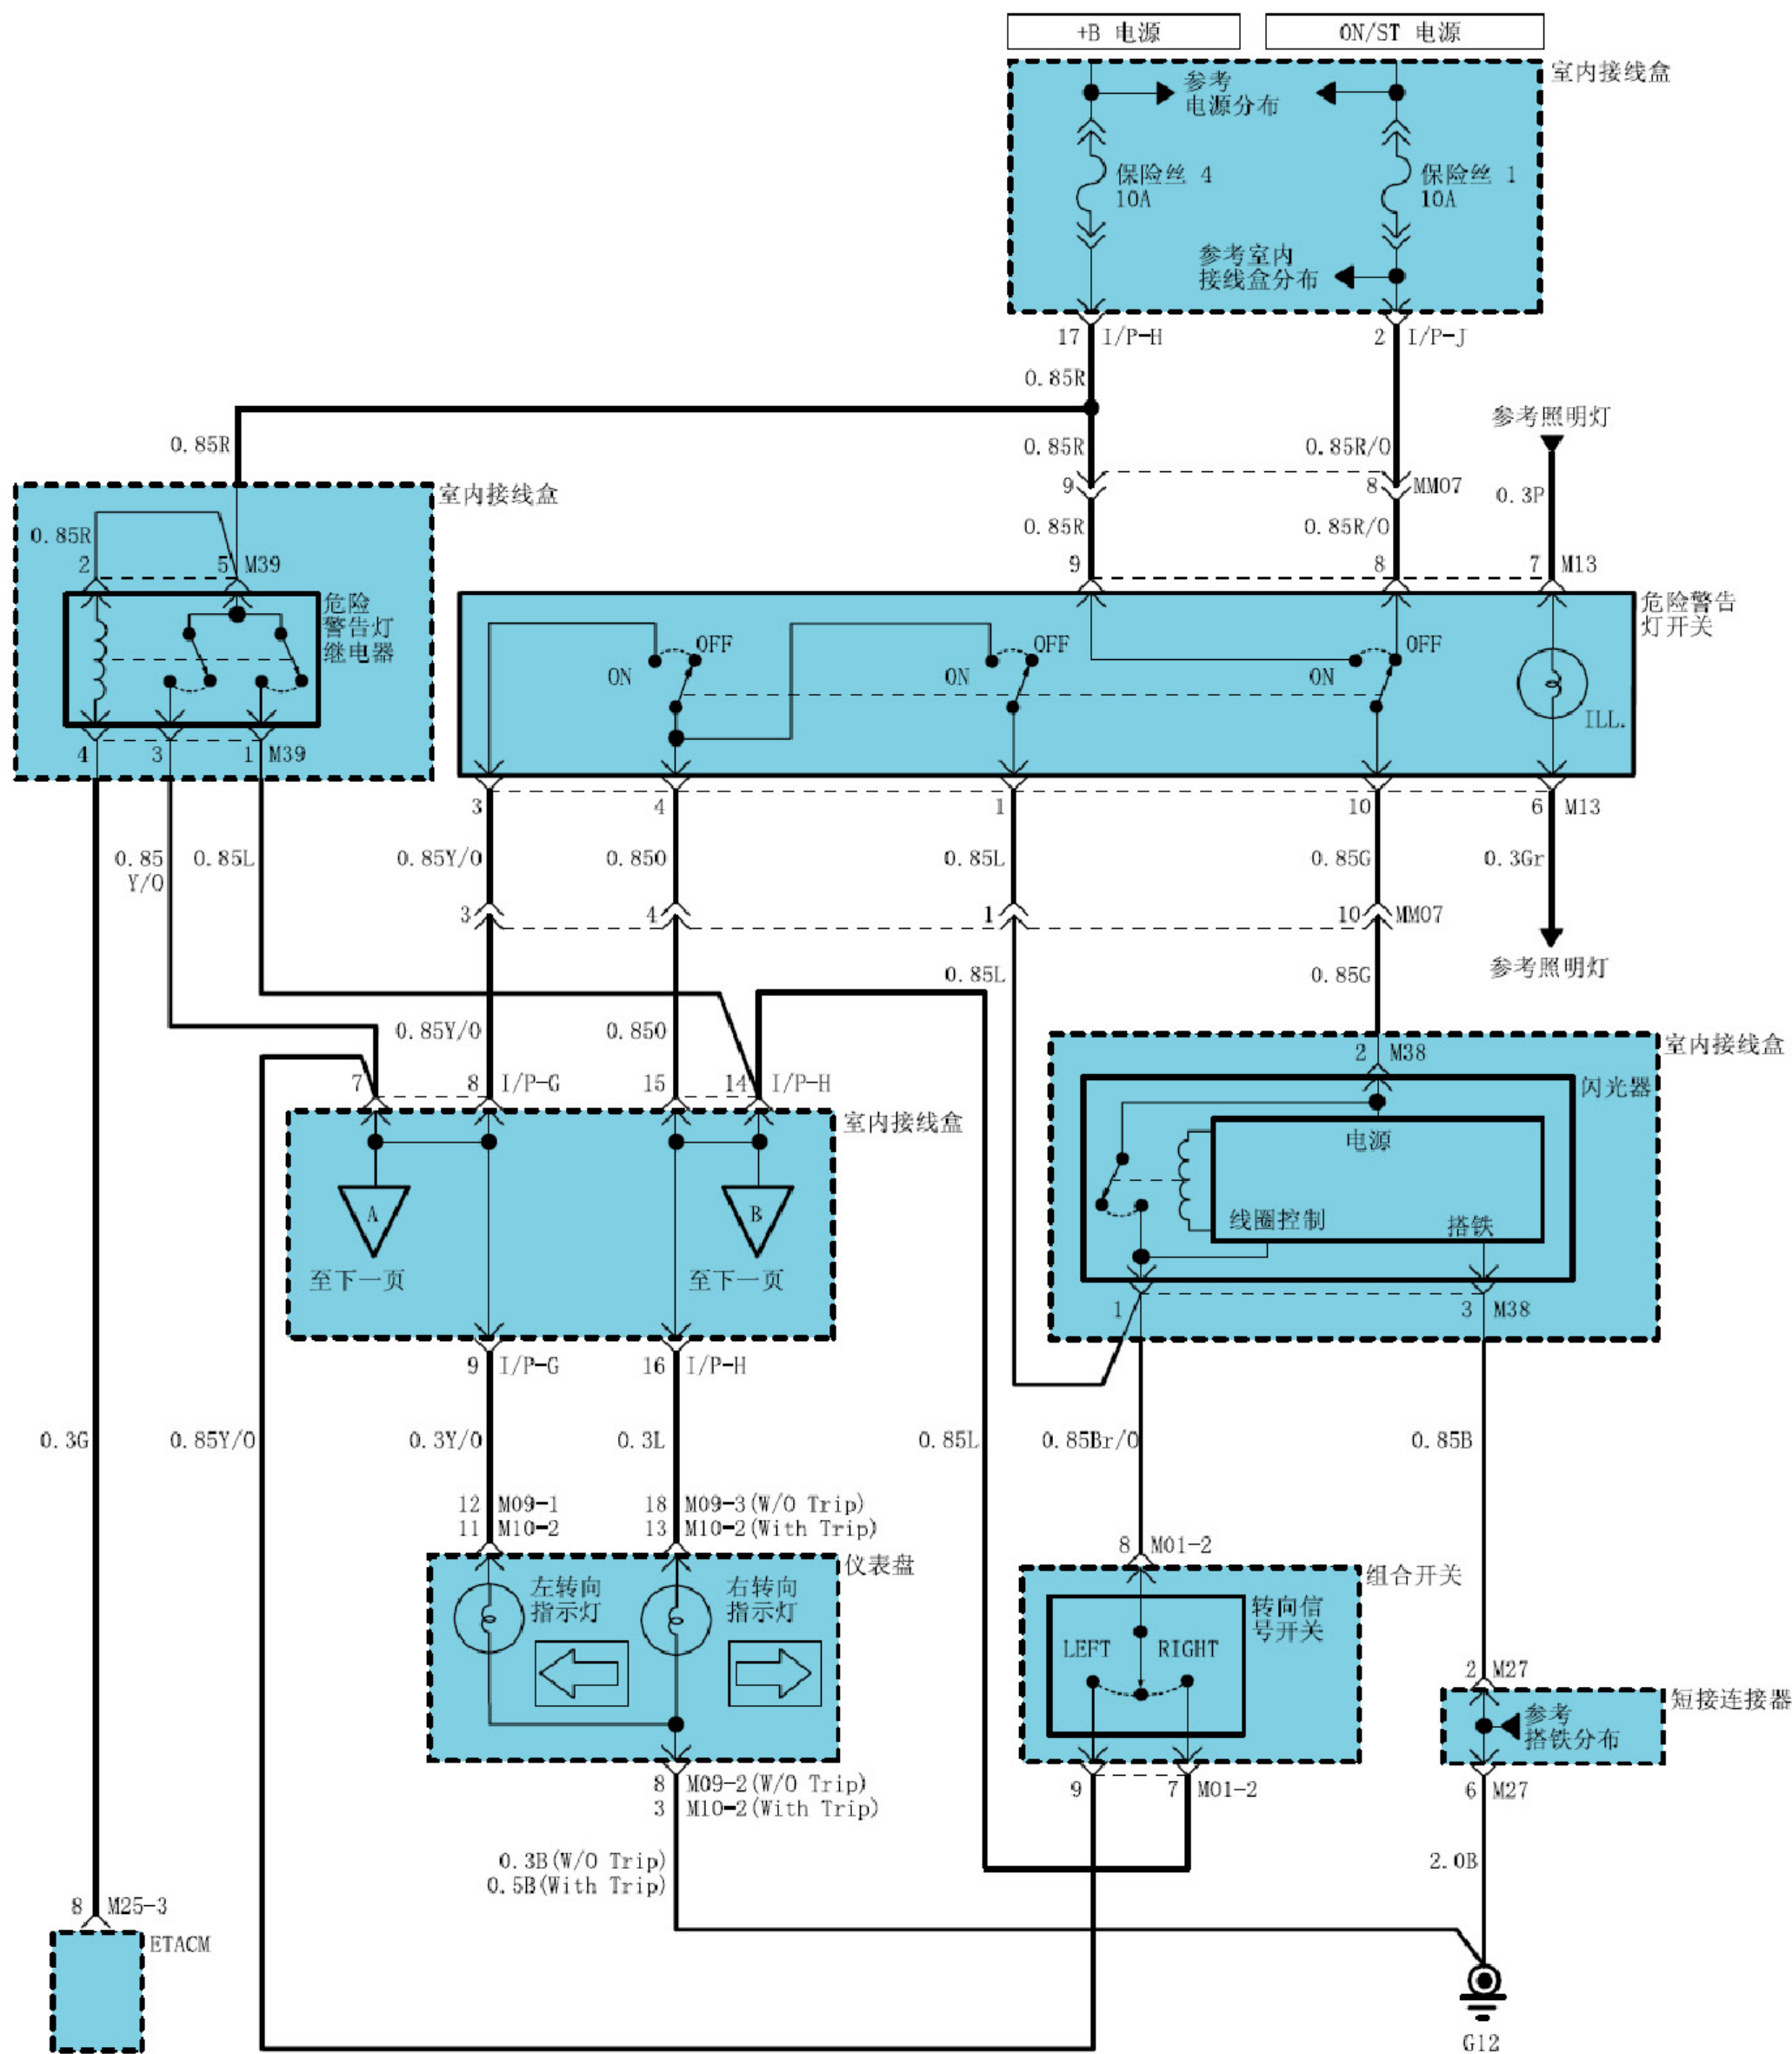 +B 电源
ON/ST 电源
室内接线盒
参考
电源分布
保险丝 4
10A
保险丝 1
10A
参考室内
接线盒分布
17 I/P-H
2 I/P-J
0.85R
参考照明灯
0.85R
0.85R
0.85R/O
9
8 MM07
0.3P
室内接线盒
0.85R
0.85R
0.85R/O
2
5 M39
9
8
7 M13
危险
警告灯
继电器
危险警告
灯开关
OFF
ON
OFF
ON
OFF
ON
ILL.
4
3
1 M39
3
4
1
10
6 M13
0.85
Y/O
0.85L
0.85Y/O
0.85O
0.85L
0.85G
0.3Gr
3
4
1
10 MM07
参考照明灯
0.85L
0.85G
0.85Y/O
0.85O
室内接线盒
2 M38
7
8 I/P-G
15
14 I/P-H
闪光器
室内接线盒
电源
A
B
线圈控制
搭铁
至下一页
至下一页
1
3 M38
9 I/P-G
16 I/P-H
0.3G
0.85Y/O
0.3Y/O
0.3L
0.85L
0.85Br/O
0.85B
12 M09-1
11 M10-2
18 M09-3(W/O Trip)
13 M10-2(With Trip)
8 M01-2
仪表盘
组合开关
左转向
指示灯
右转向
指示灯
转向信
号开关
LEFT
RIGHT
2 M27
短接连接器
参考
搭铁分布
8 M09-2(W/O Trip)
3 M10-2(With Trip)
9
7 M01-2
6 M27
0.3B(W/O Trip)
0.5B(With Trip)
2.0B
8 M25-3
ETACM
G12